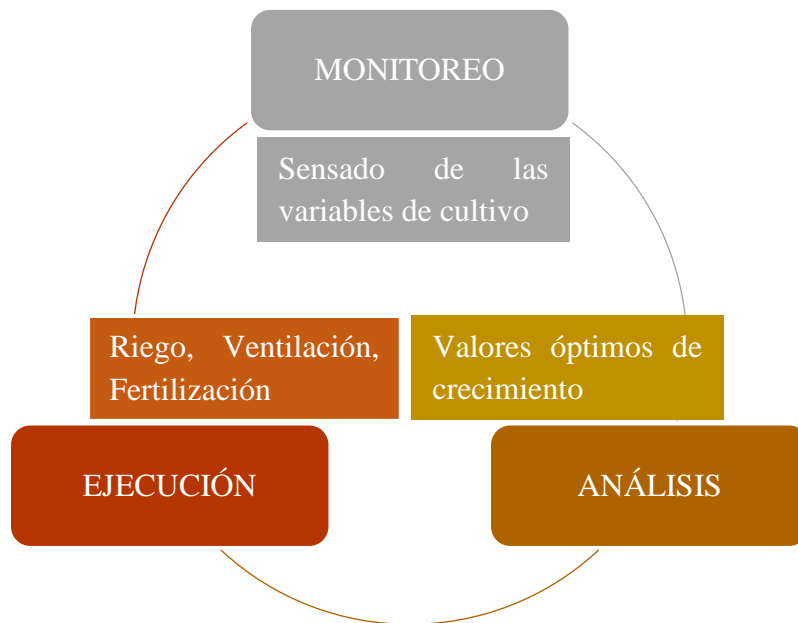 MONITOREO
Sensado de las
variables de cultivo
Riego, Ventilación,
Fertilización
Valores óptimos de
crecimiento
EJECUCIÓN
ANÁLISIS